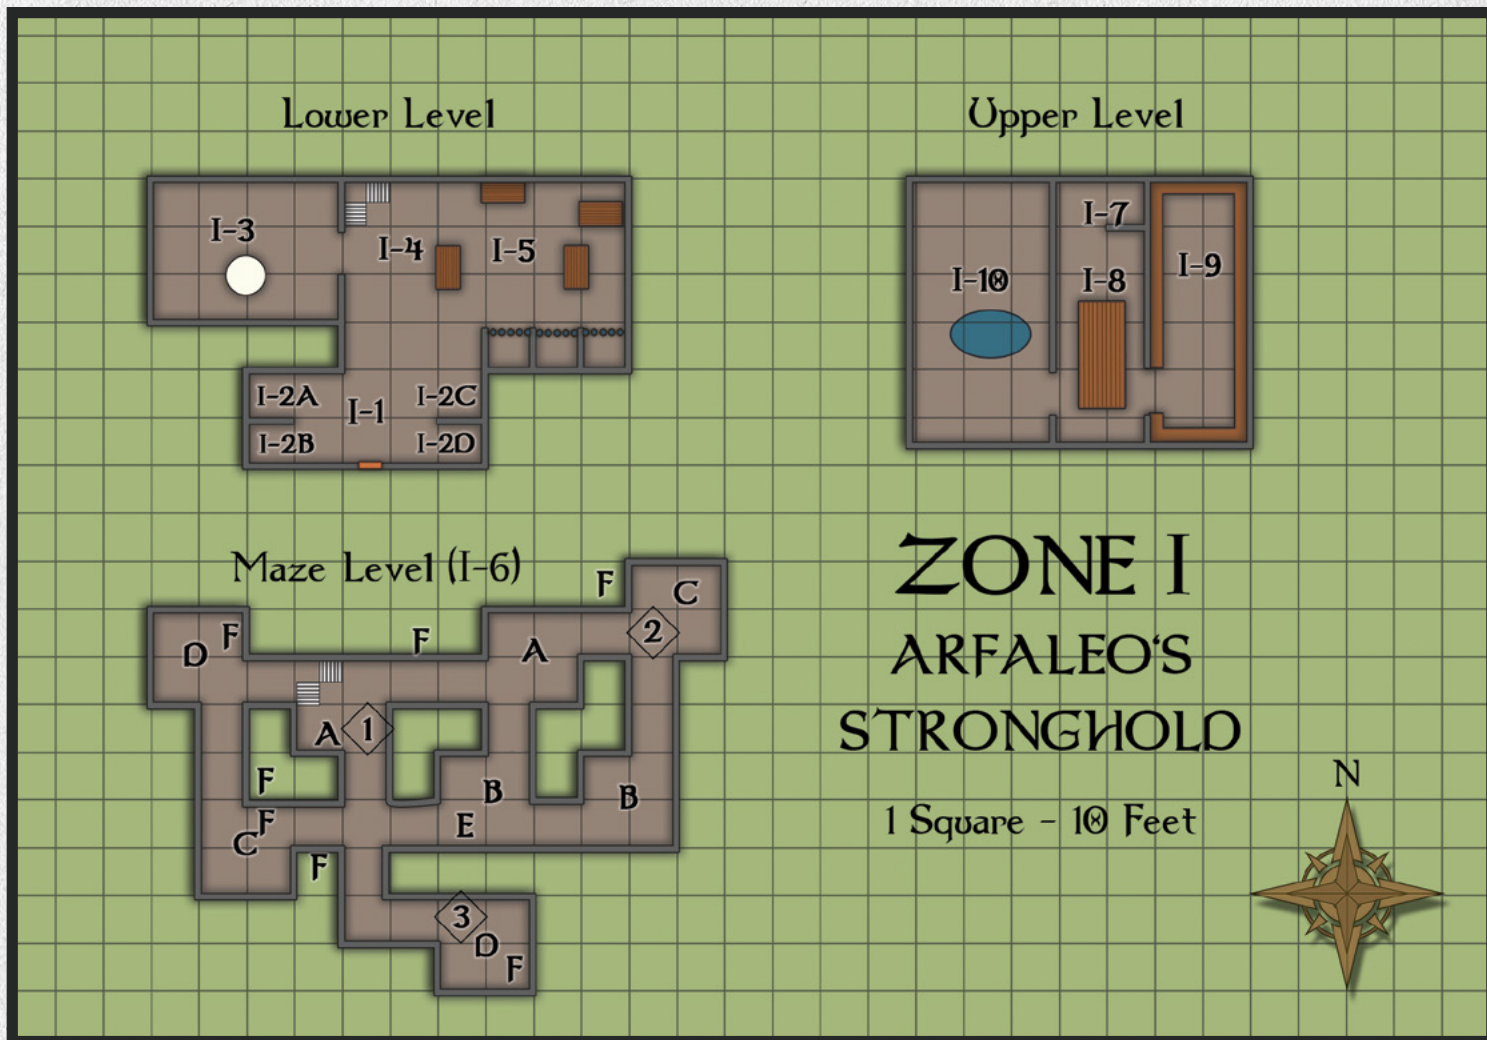 Lower Level
Upper Level
I-3
I-4
I-5
I-2A
I-1
I-2C
I-2B
I-2D
I-7
I-10
I-8
I-9
Maze Level (I-6)
F
C
D
F
F
A
2
A
1
F
B
B
F
E
C
F
3
D
F
ZONE I
ARFALEO'S
STRONGHOLD
1 Square - 10 Feet
N